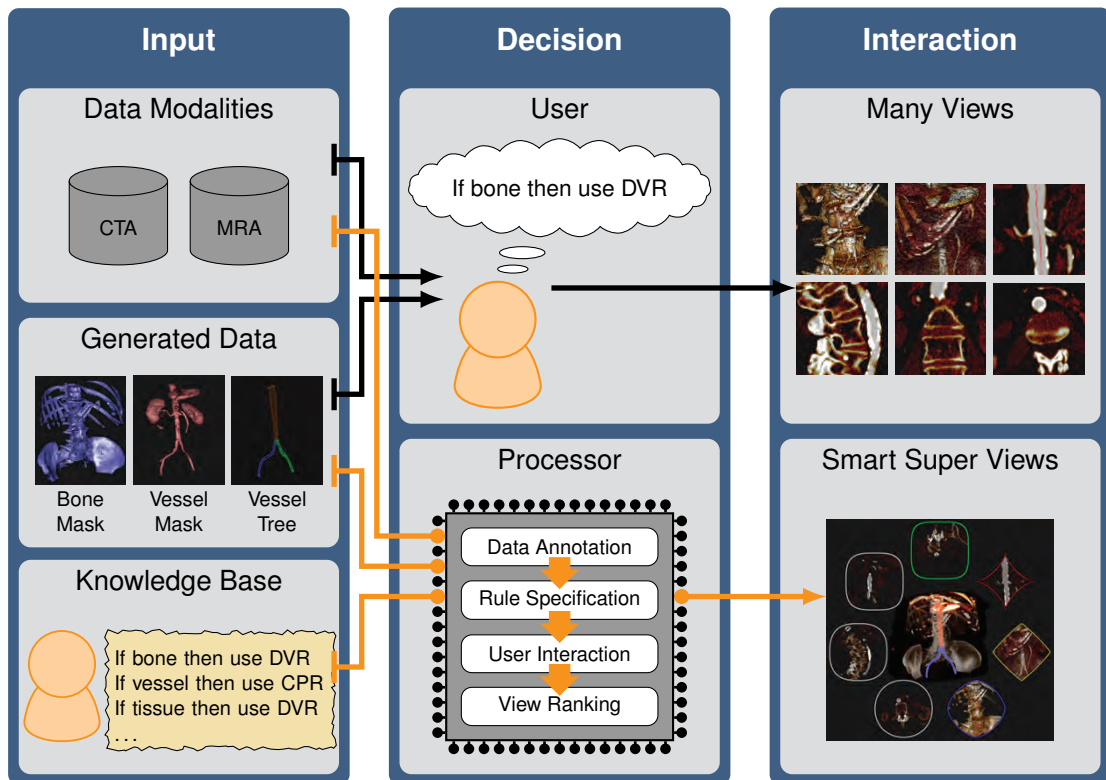 Input
Data Modalities
CTA
MRA
Generated Data
Bone
Mask
Vessel
Mask
Vessel
Tree
Knowledge Base
If bone then use DVR
If vessel then use CPR
If tissue then use DVR
. . .
Decision
User
If bone then use DVR
Processor
Data Annotation
Rule Specification
User Interaction
View Ranking
Interaction
Many Views
Smart Super Views